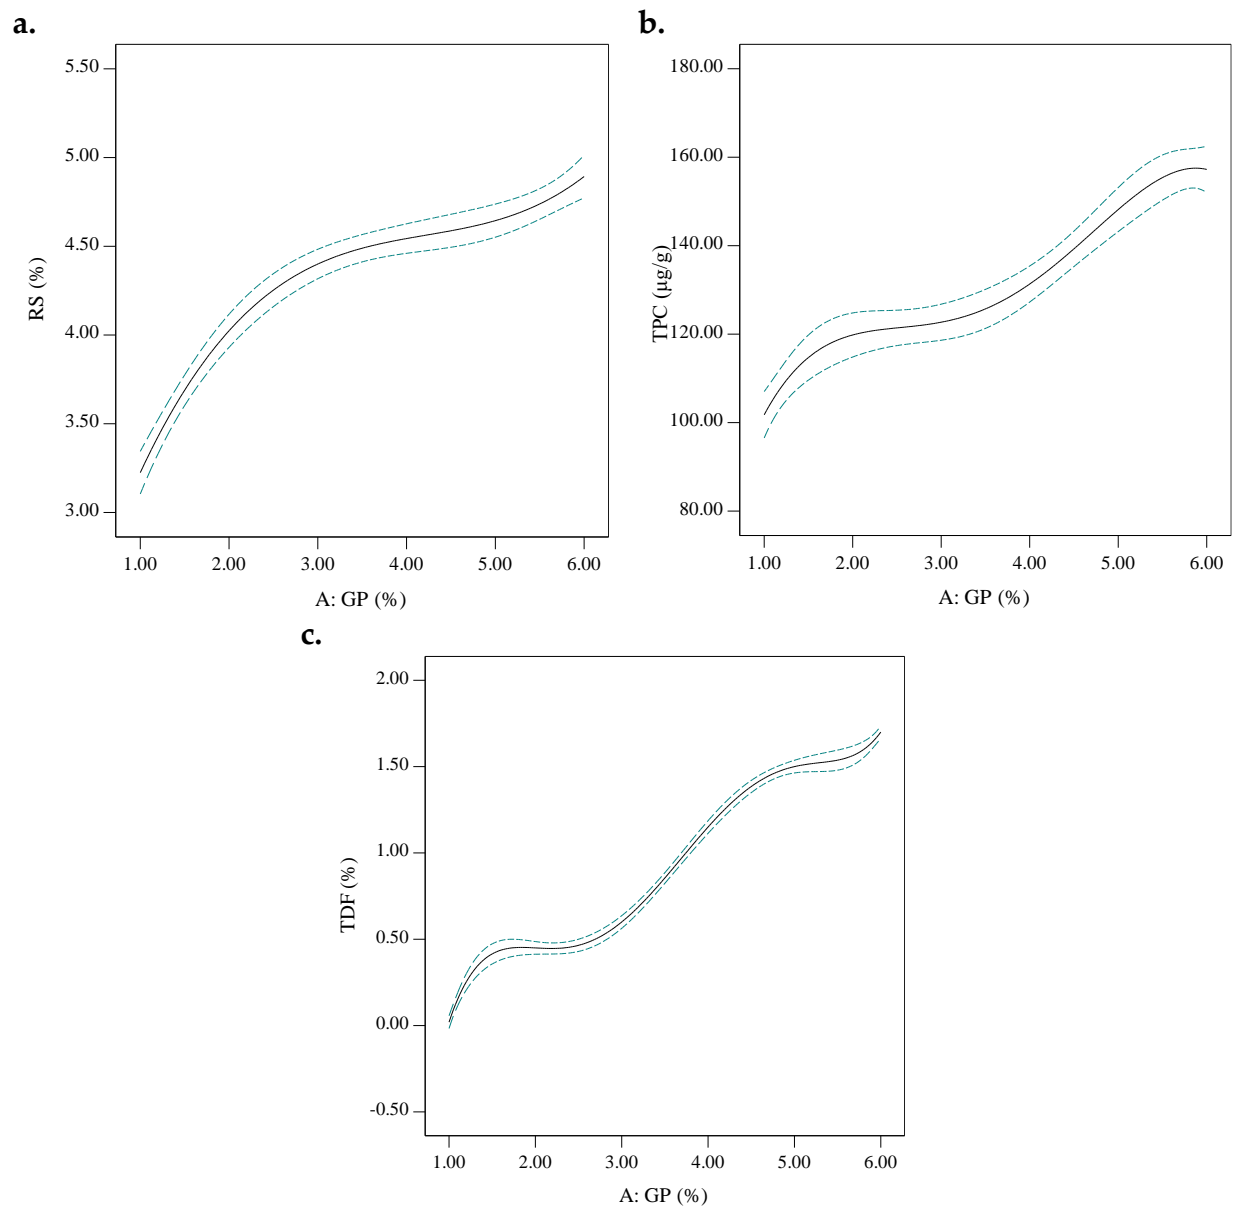 a.
5.50
5.00
4.50
4.00
3.50
3.00
RS (%)
1.00 2.00 3.00 4.00 5.00 6.00
A: GP (%)
b.
180.00
160.00
140.00
120.00
100.00
80.00
TPC (µg/g)
1.00 2.00 3.00 4.00 5.00 6.00
A: GP (%)
c.
2.00
1.50
1.00
0.50
0.00
-0.50
TDF (%)
1.00 2.00 3.00 4.00 5.00 6.00
A: GP (%)